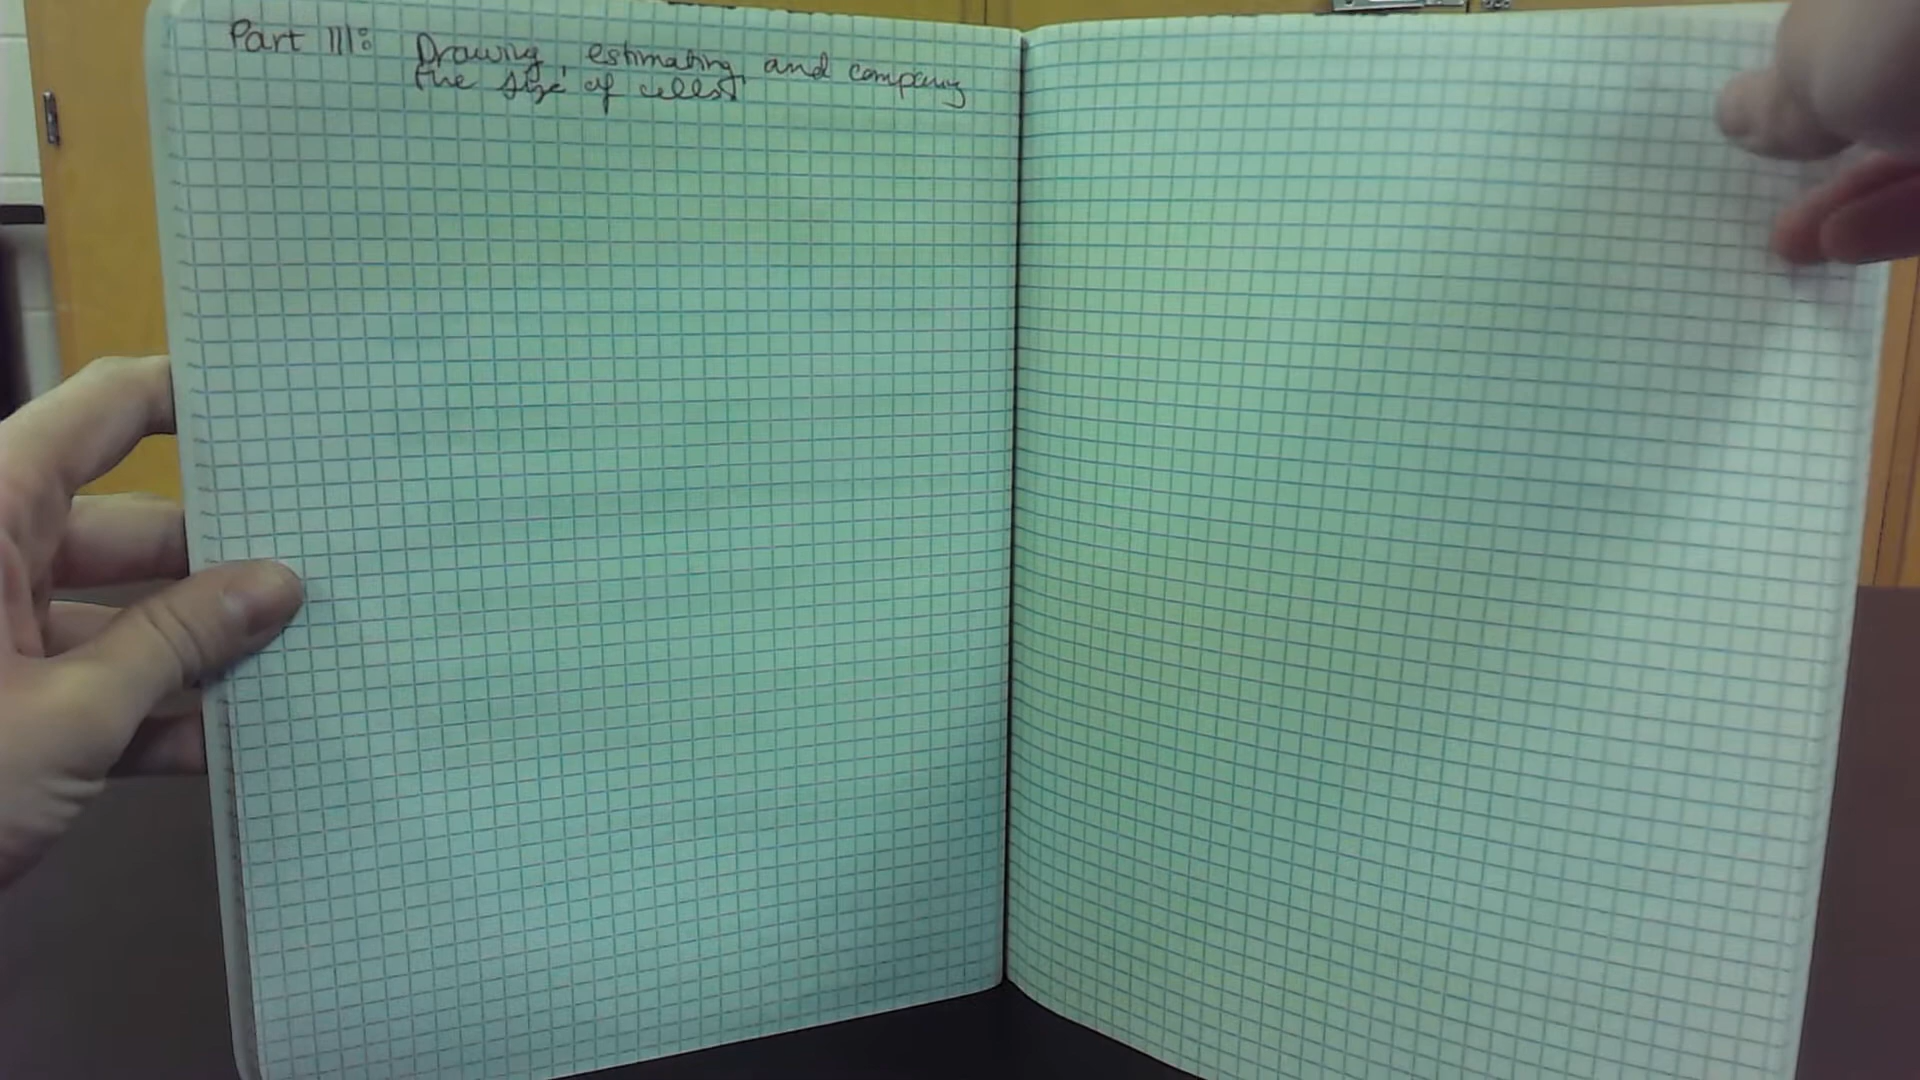 Part III: Drawing, estimating, and comparing
the size of cells